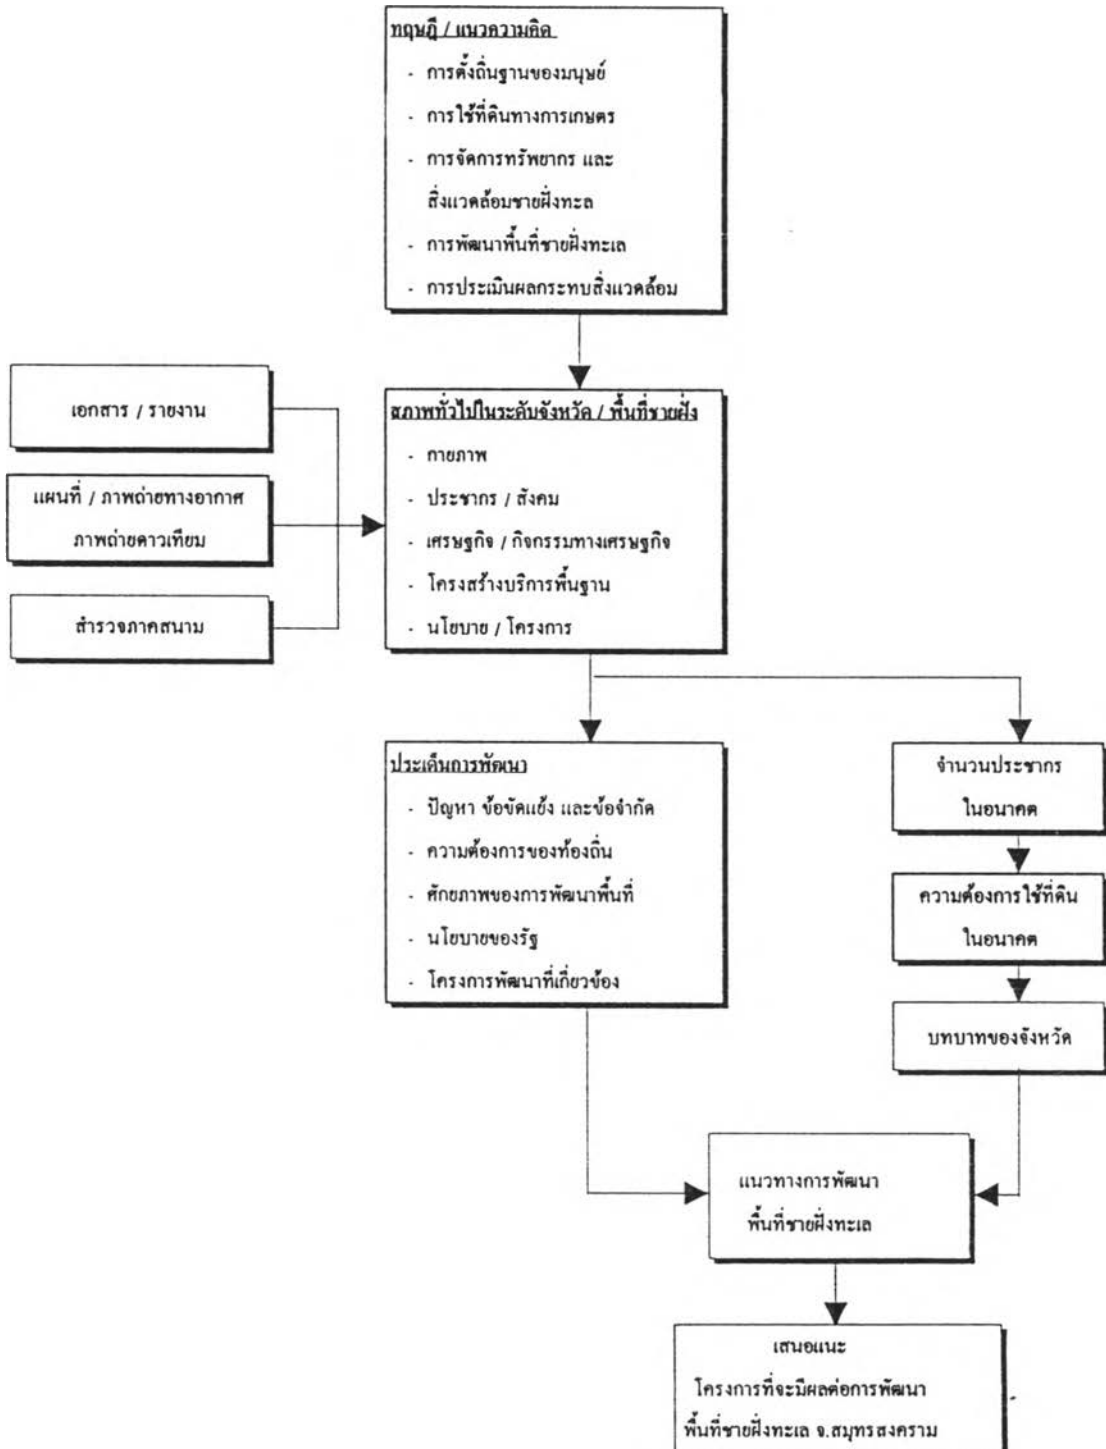 ทฤษฎี / แนวความคิด
- การตั้งถิ่นฐานของมนุษย์
- การใช้ที่ดินทางการเกษตร
- การจัดการทรัพยากร และ
สิ่งแวดล้อมชายฝั่งทะล
- การพัฒนาพื้นที่ชายฝั่งทะเล
- การประเมินผลกระทบสิ่งแวดล้อม
เอกสาร / รายงาน
แผนที่ / ภาพถ่ายทางอากาศ
ภาพถ่ายดาวเทียม
สำรวจภาคสนาม
สภาพทั่วไปในระดับจังหวัด / พื้นที่ชายฝั่ง
- กายภาพ
- ประชากร / สังคม
- เศรษฐกิจ / กิจกรรมทางเศรษฐกิจ
- โครงสร้างบริการพื้นฐาน
- นโยบาย / โครงการ
ประเด็นการพัฒนา
- ปัญหา ข้อขัดแย้ง และข้อจำกัด
- ความต้องการของท้องถิ่น
- ศักยภาพของการพัฒนาพื้นที่
- นโยบายของรัฐ
- โครงการพัฒนาที่เกี่ยวข้อง
จำนวนประชากร
ในอนาคต
ความต้องการใช้ที่ดิน
ในอนาคต
บทบาทของจังหวัด
แนวทางการพัฒนา
พื้นที่ชายฝั่งทะเล
เสนอแนะ
โครงการที่จะมีผลต่อการพัฒนา
พื้นที่ชายฝั่งทะเล จ.สมุทรสงคราม